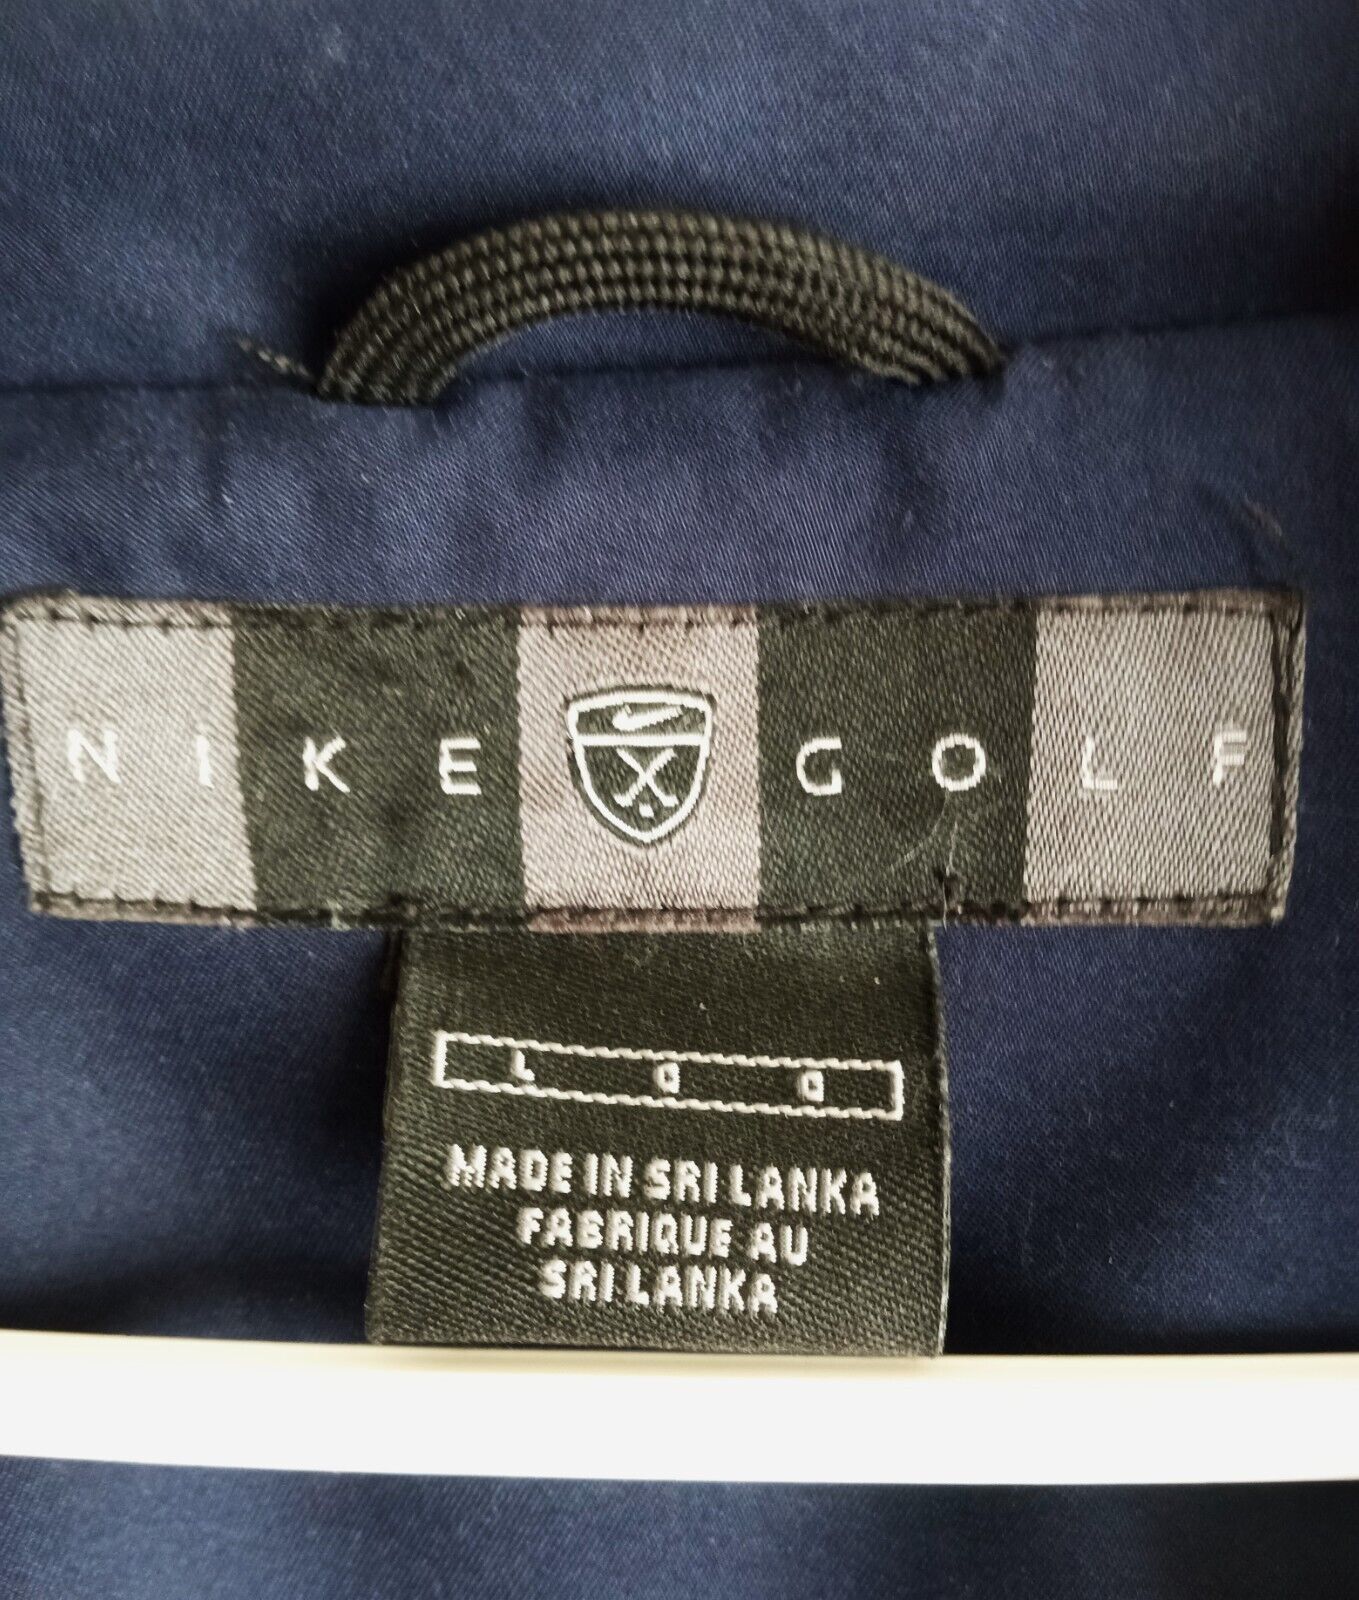 NIKE GOLF
L G G
MADE IN SRI LANKA
FABRIQUE AU
SRI LANKA